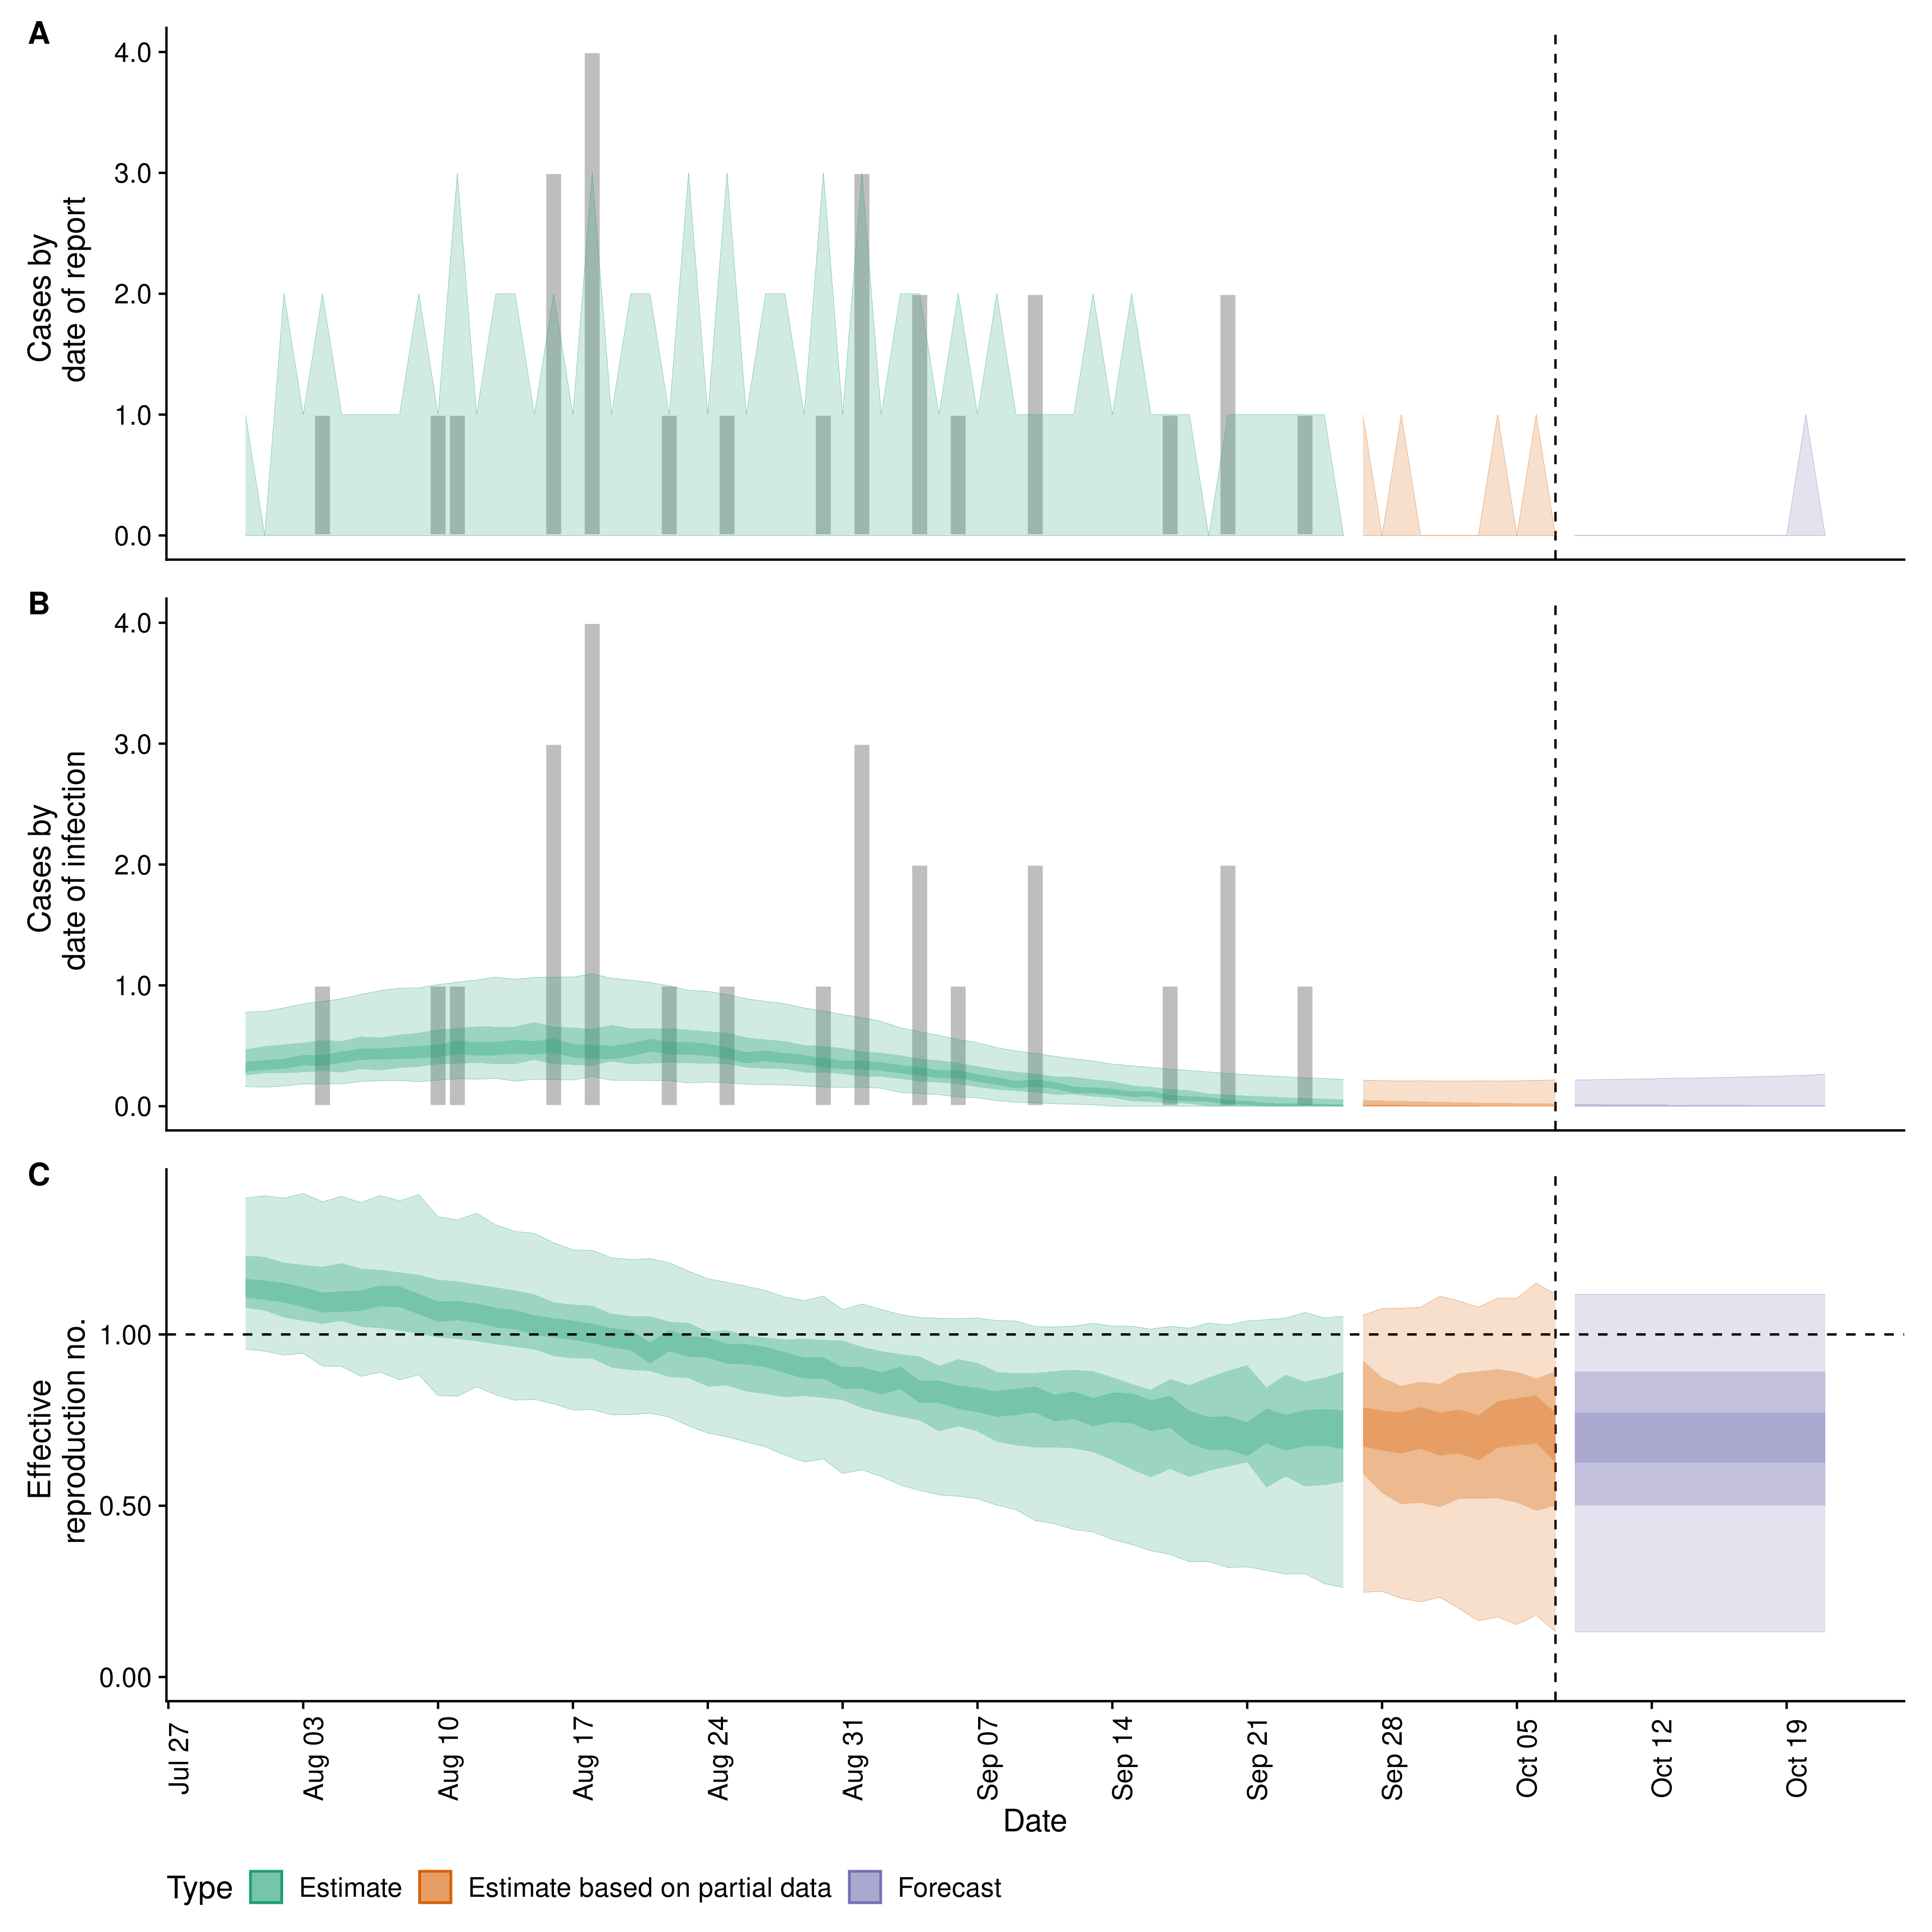 A
4.0
3.0
2.0
1.0
0.0
Cases by
date of report
B
4.0
3.0
2.0
1.0
0.0
Cases by
date of infection
C
1.00
0.50
0.00
Effective
reproduction no.
Jul 27
Aug 03
Aug 10
Aug 17
Aug 24
Aug 31
Sep 07
Sep 14
Sep 21
Sep 28
Oct 05
Oct 12
Oct 19
Date
Type Estimate Estimate based on partial data Forecast